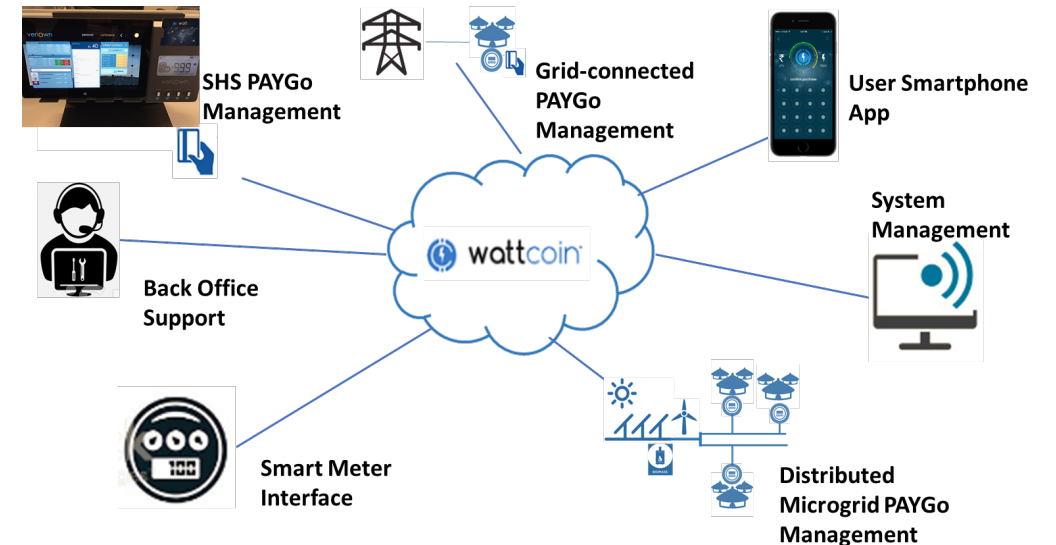 SHS PAYGo
Management
Grid-connected
PAYGo
Management
User Smartphone
App
System
Management
wattcoin
Back Office
Support
Smart Meter
Interface
100
Distributed
Microgrid PAYGo
Management